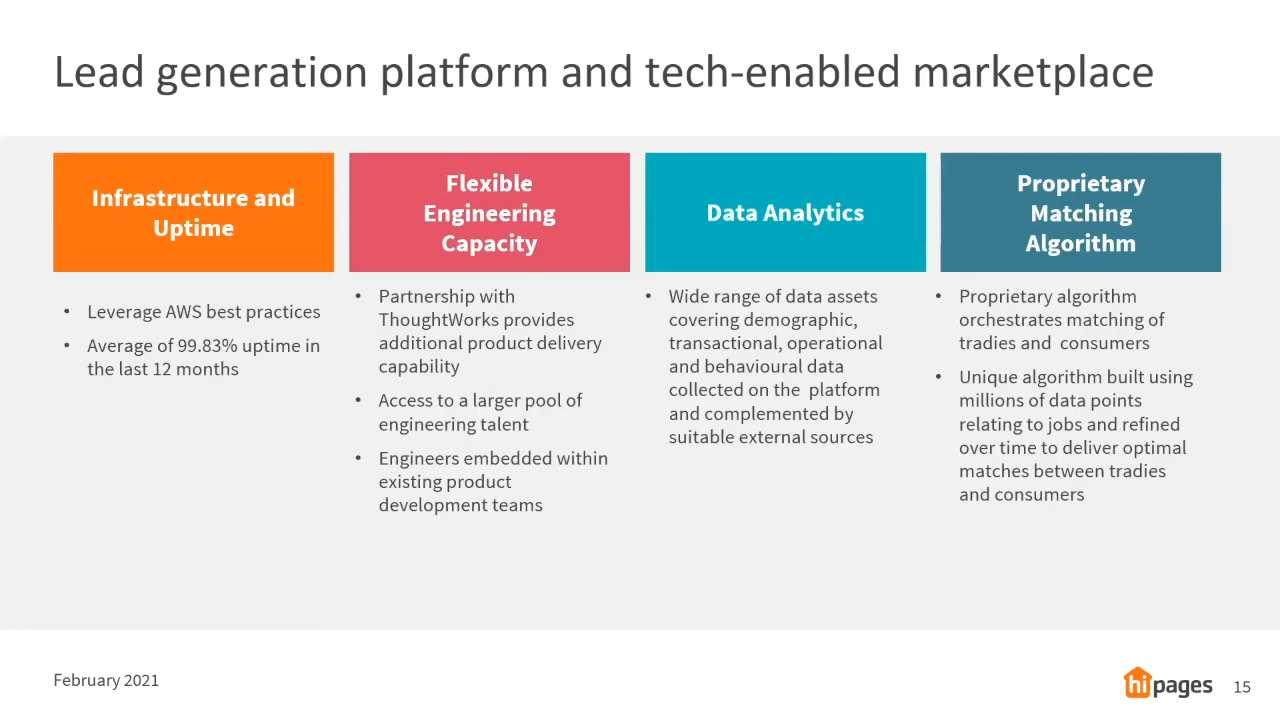 Lead generation platform and tech-enabled marketplace
Infrastructure and
Uptime
• Leverage AWS best practices
• Average of 99.83% uptime in
the last 12 months
Flexible
Engineering
Capacity
• Partnership with
ThoughtWorks provides
additional product delivery
capability
• Access to a larger pool of
engineering talent
• Engineers embedded within
existing product
development teams
Data Analytics
• Wide range of data assets
covering demographic,
transactional, operational
and behavioural data
collected on the platform
and complemented by
suitable external sources
Proprietary
Matching
Algorithm
• Proprietary algorithm
orchestrates matching of
tradies and consumers
• Unique algorithm built using
millions of data points
relating to jobs and refined
over time to deliver optimal
matches between tradies
and consumers
February 2021
hipages
15